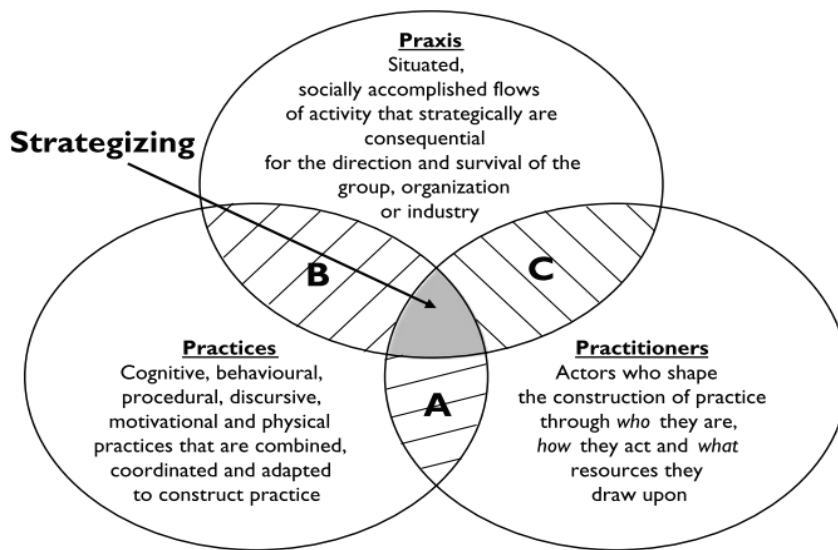 Praxis
Situated,
socially accomplished flows
of activity that strategically are
consequential
for the direction and survival of the
group, organization
or industry
Strategizing
B
C
Practices
Cognitive, behavioural,
procedural, discursive,
motivational and physical
practices that are combined,
coordinated and adapted
to construct practice
A
Practitioners
Actors who shape
the construction of practice
through who they are,
how they act and what
resources they
draw upon